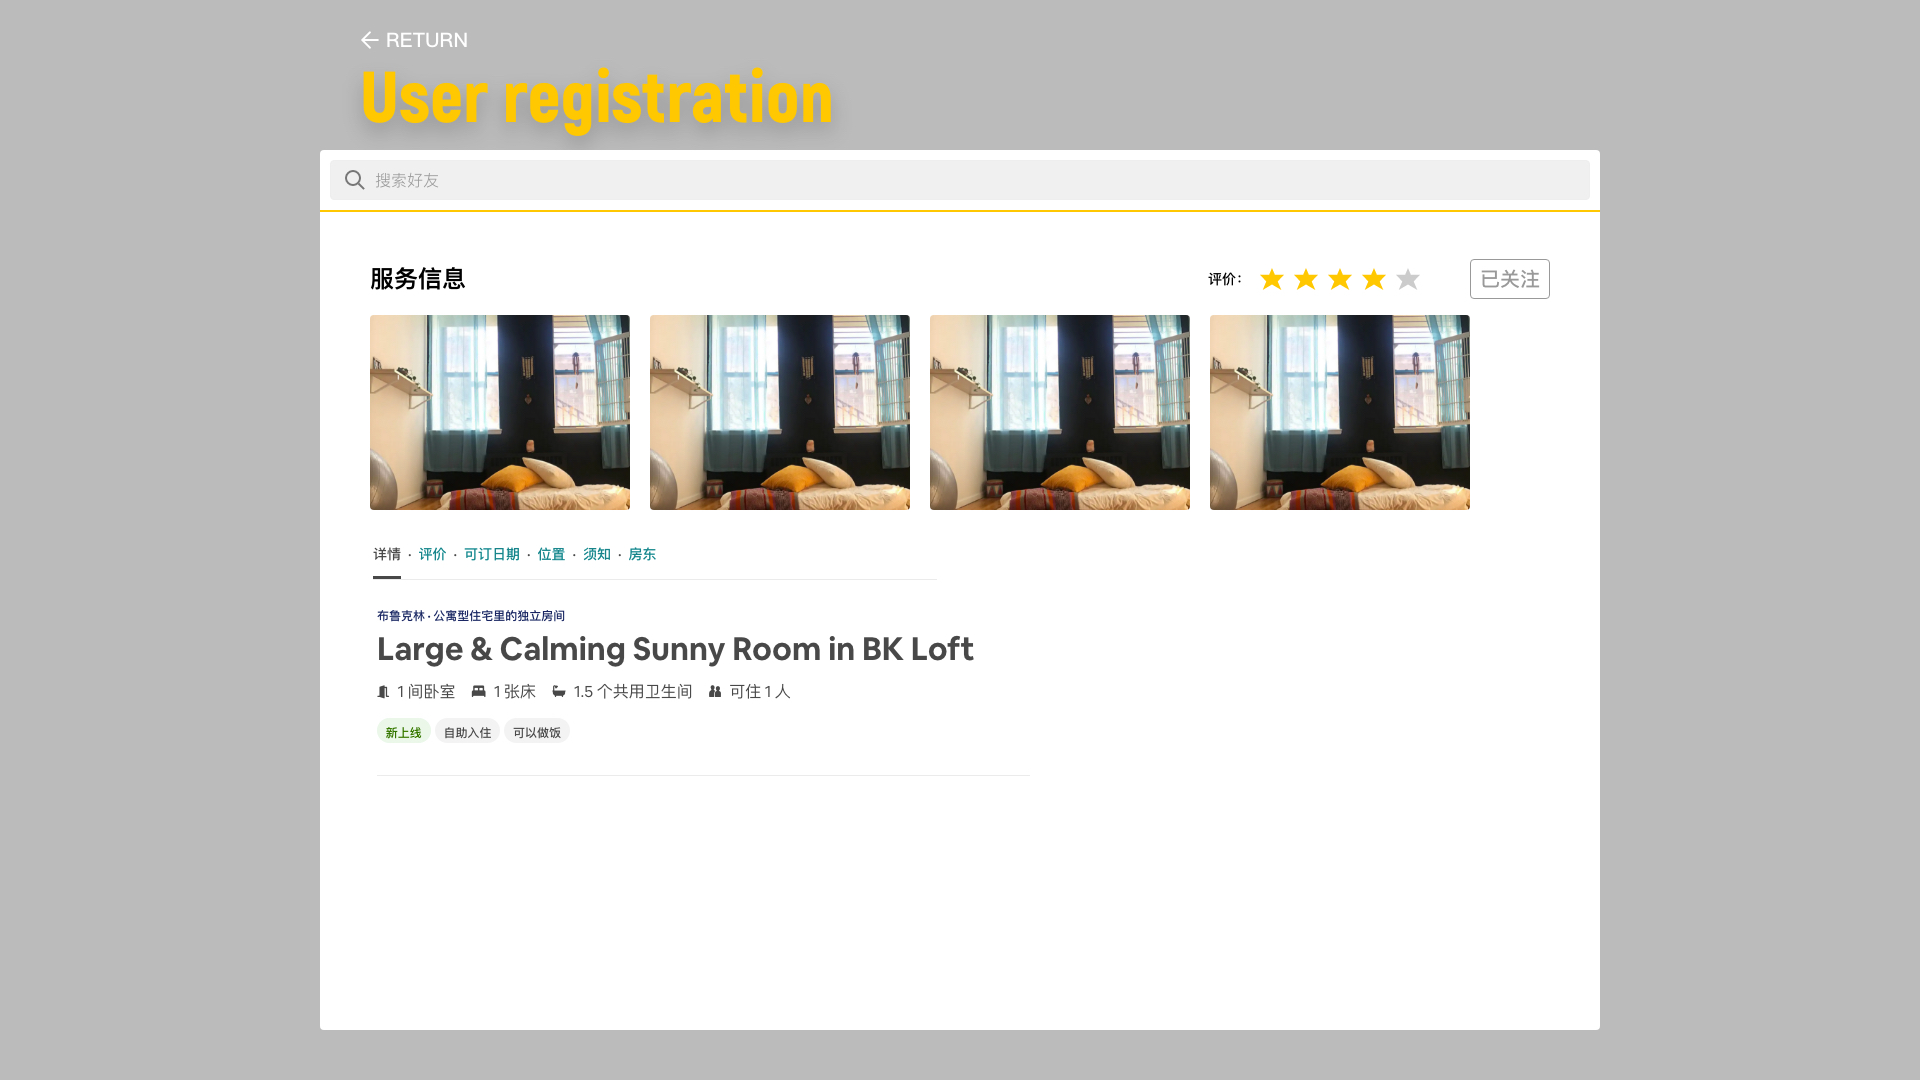 RETURN
User registration
搜索好友
服务信息
评价：
已关注
详情 · 评价 · 可订日期 · 位置 · 须知 · 房东
布鲁克林 · 公寓型住宅里的独立房间
Large & Calming Sunny Room in BK Loft
1 间卧室 1 张床 1.5 个共用卫生间 可住 1 人
新上线 自助入住 可以做饭